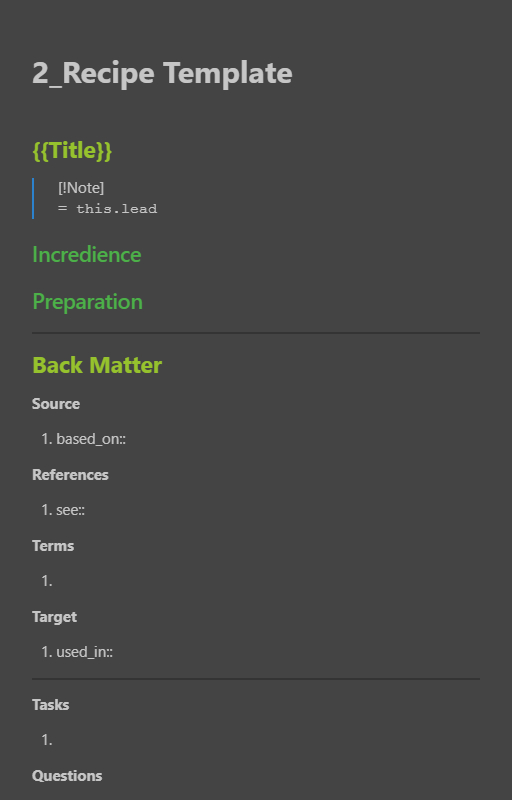 2_Recipe Template
{{Title}}
[!Note]
= this.lead
Incredience
Preparation
Back Matter
Source
1. based_on::
References
1. see::
Terms
1.
Target
1. used_in::
Tasks
1.
Questions